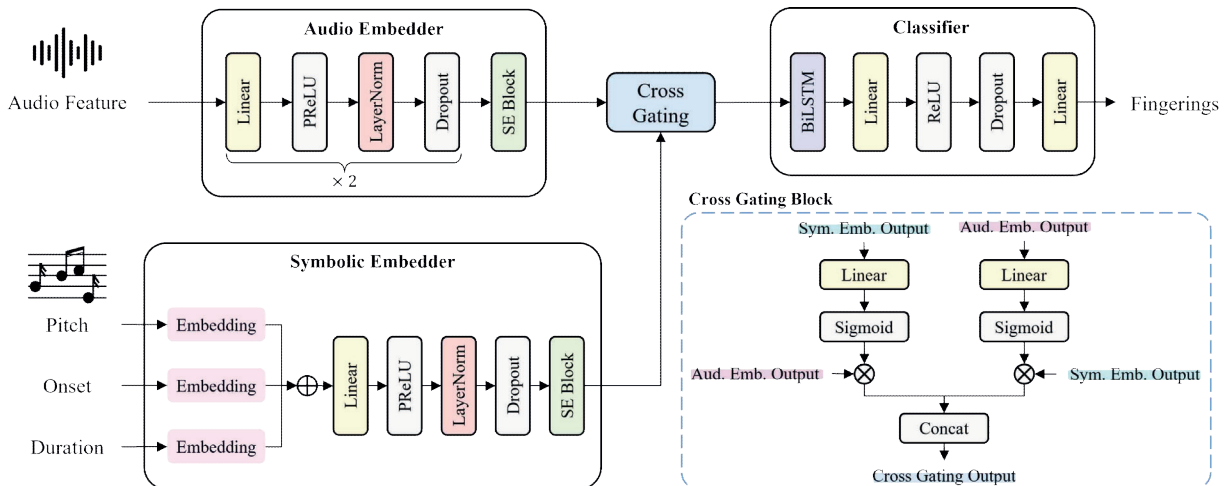 Audio Embedder
Audio Feature
Linear
PReLU
LayerNorm
Dropout
SE Block
× 2
Cross
Gating
Classifier
BiLSTM
Linear
ReLU
Dropout
Linear
Fingerings
Symbolic Embedder
Pitch
Embedding
Onset
Embedding
Duration
Embedding
Linear
PReLU
LayerNorm
Dropout
SE Block
Cross Gating Block
Sym. Emb. Output
Aud. Emb. Output
Linear
Linear
Sigmoid
Sigmoid
Aud. Emb. Output
Sym. Emb. Output
Concat
Cross Gating Output